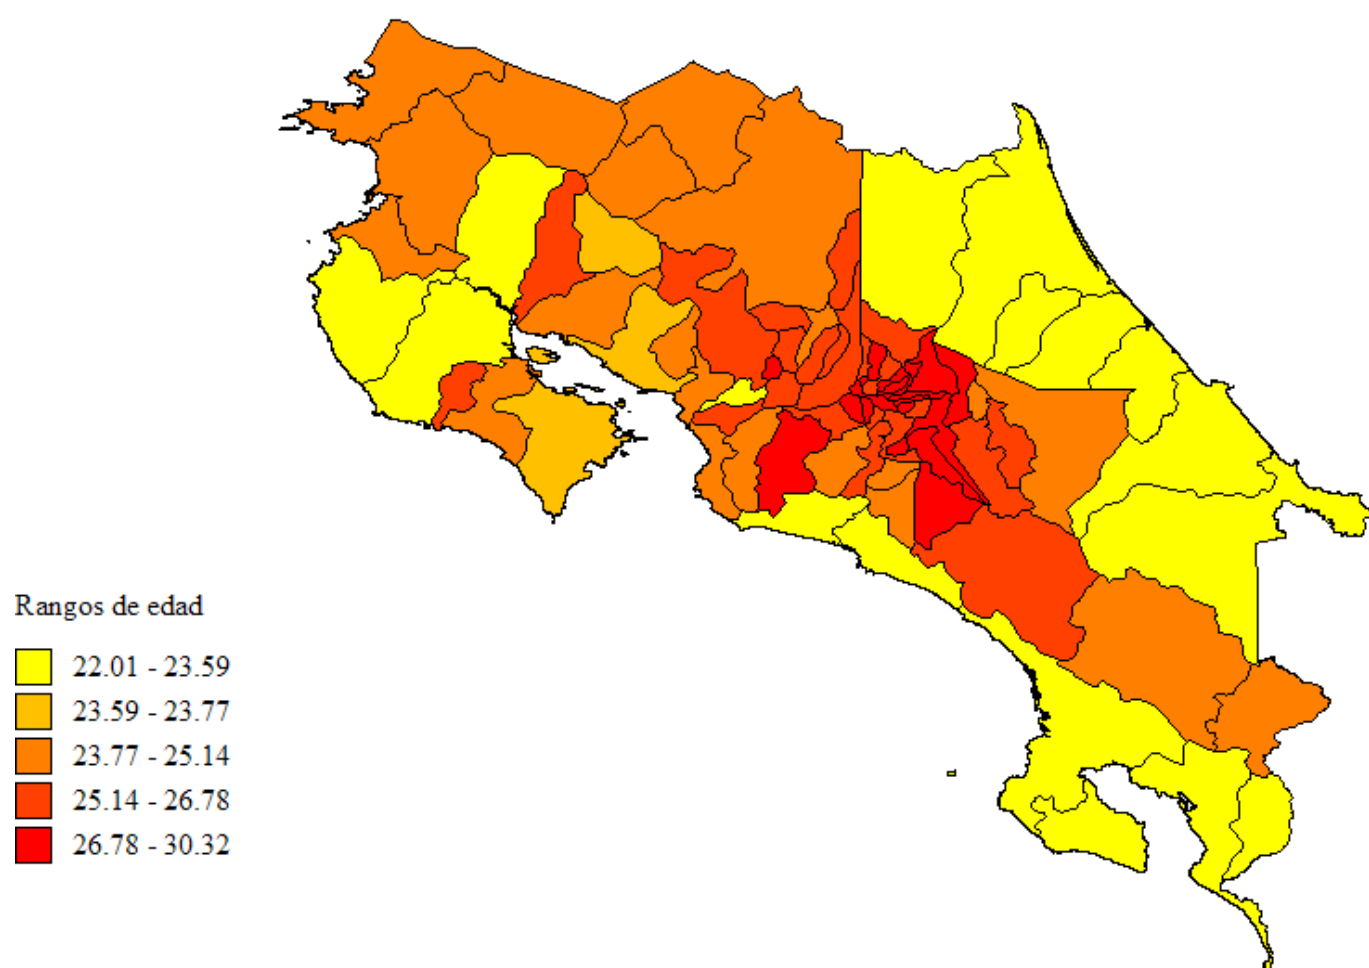 Rangos de edad
22.01 - 23.59
23.59 - 23.77
23.77 - 25.14
25.14 - 26.78
26.78 - 30.32